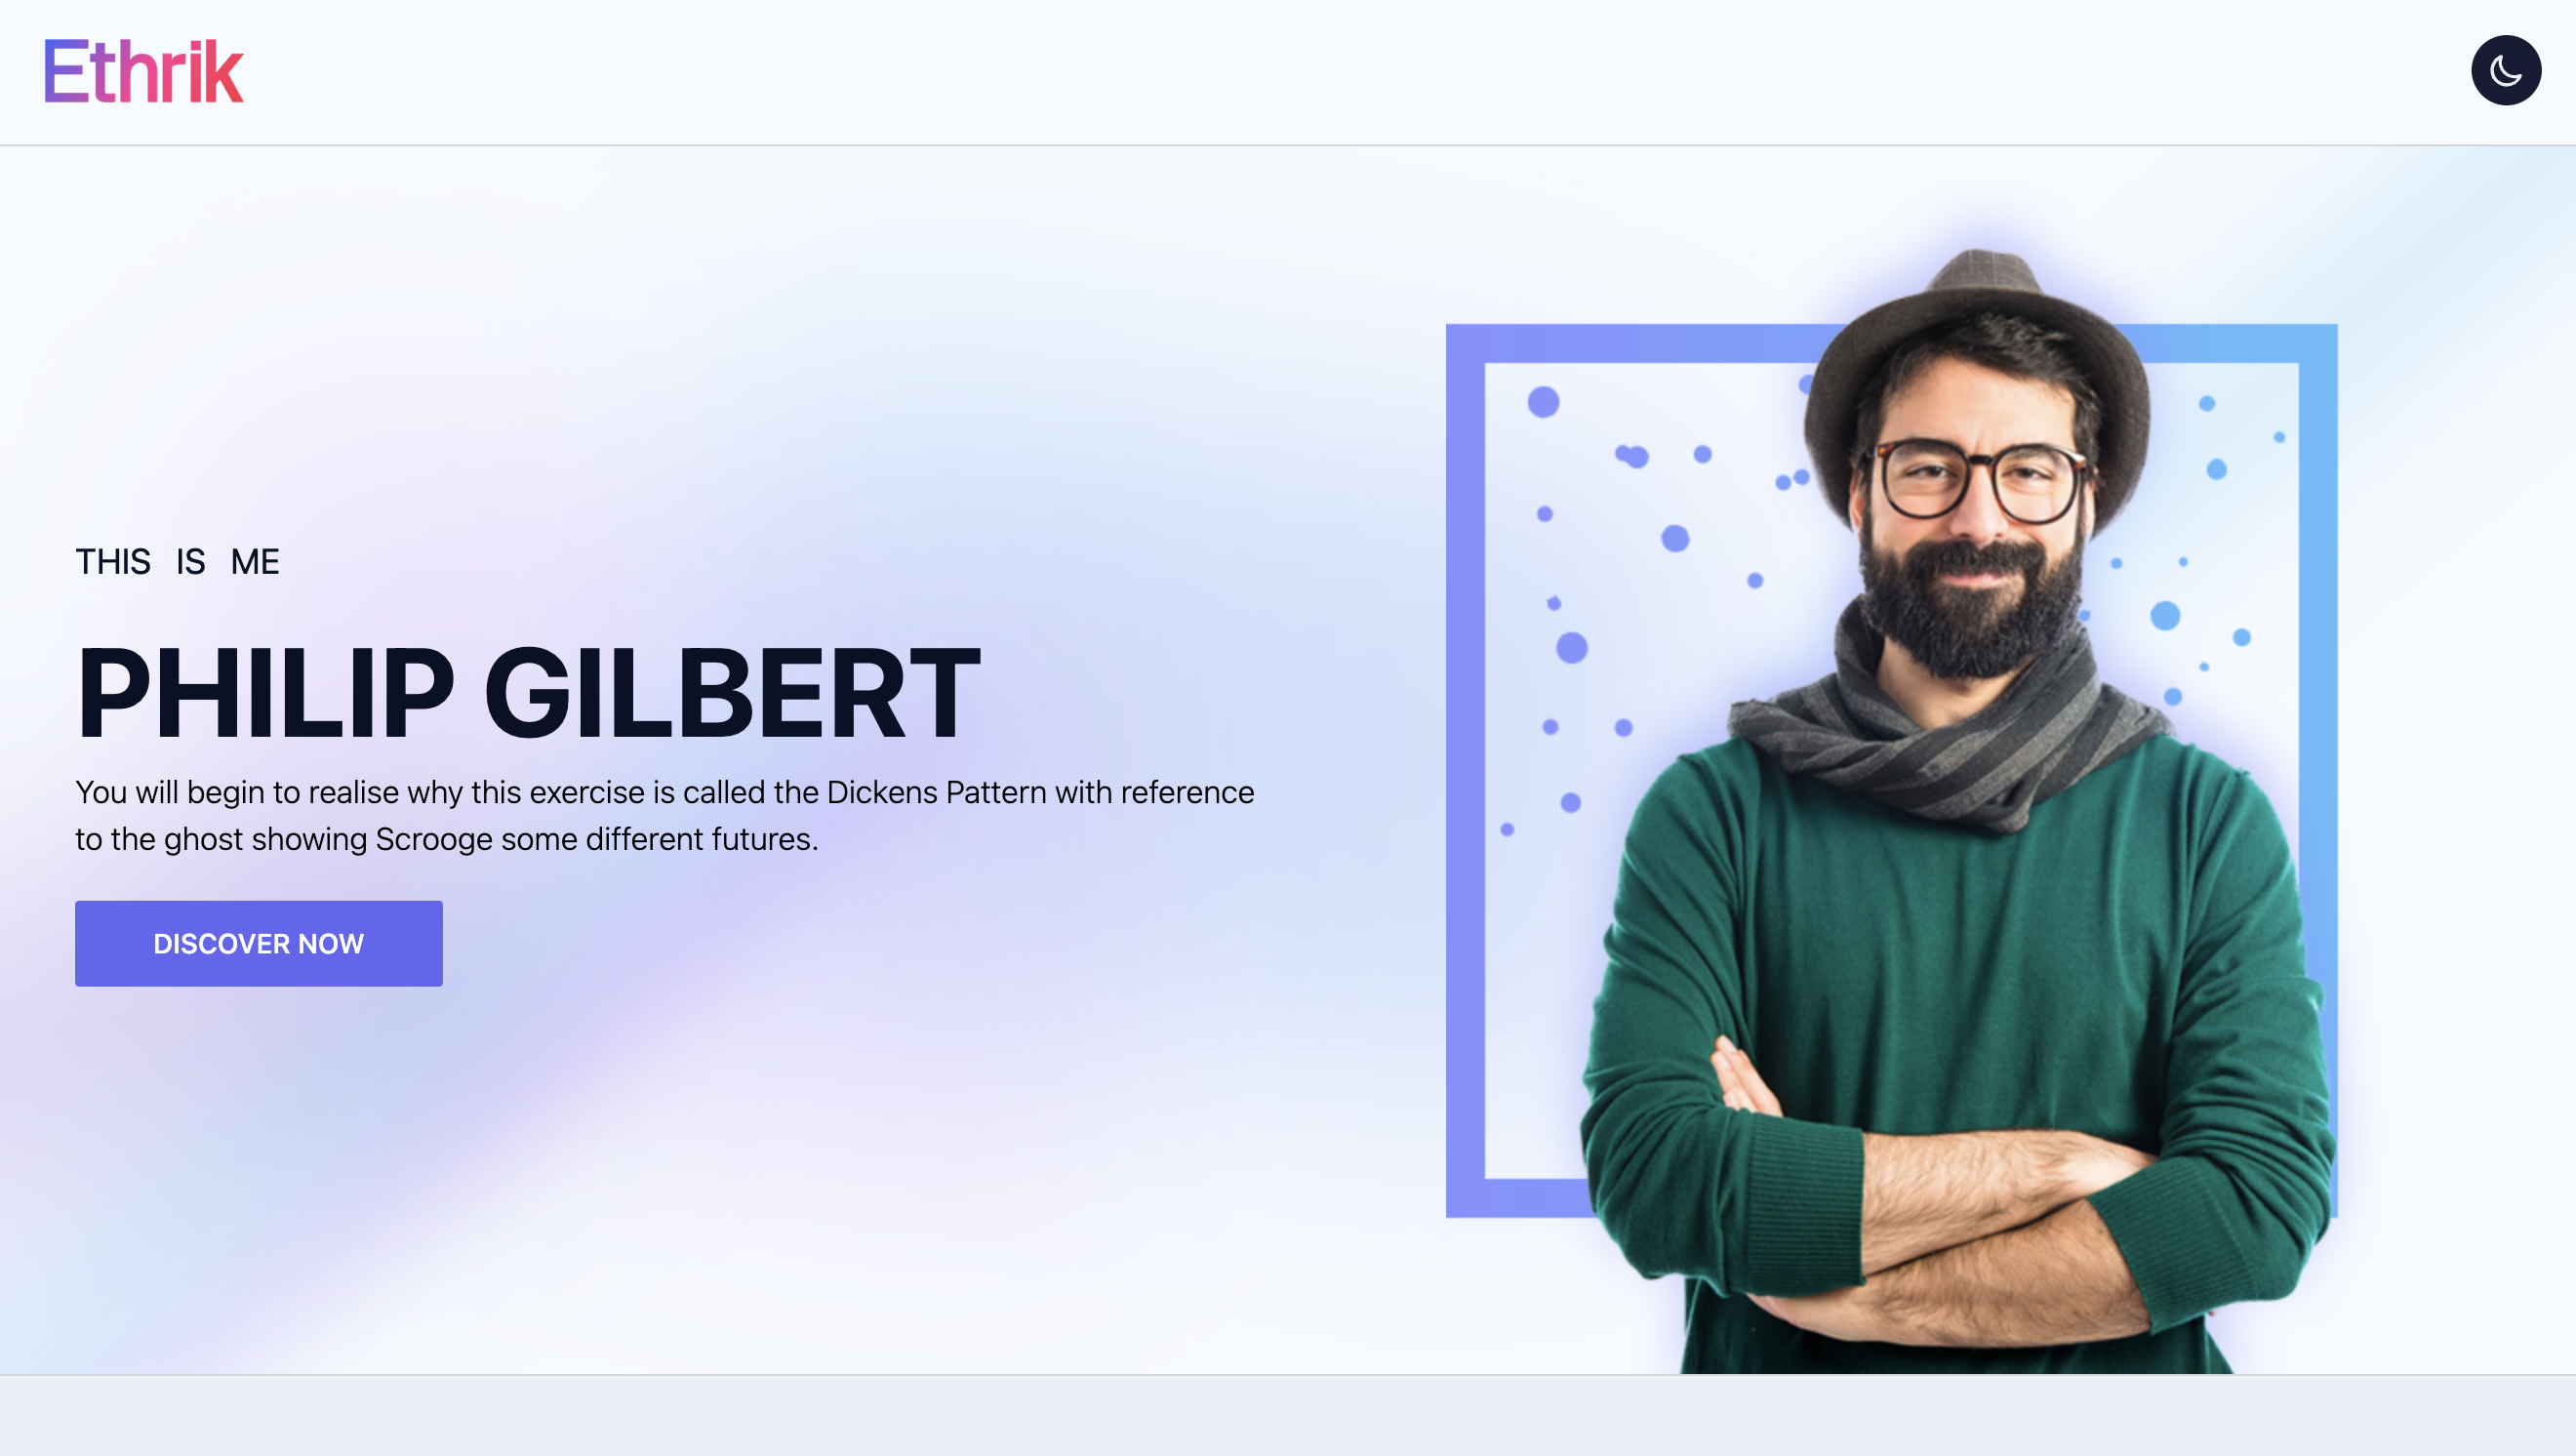 Ethrik
THIS IS ME
PHILIP GILBERT
You will begin to realise why this exercise is called the Dickens Pattern with reference
to the ghost showing Scrooge some different futures.
DISCOVER NOW